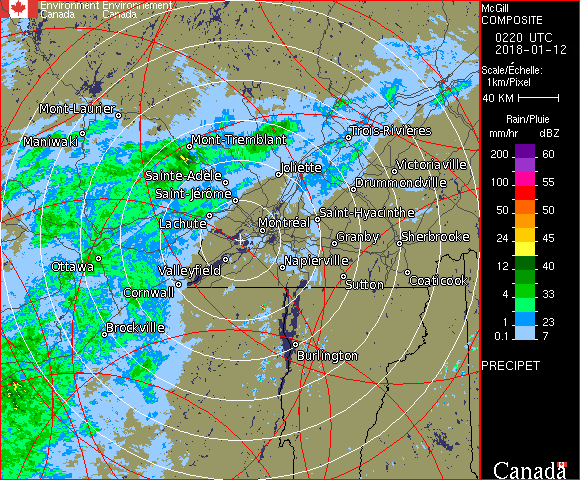 Environment Environnement
Canada Canada
Mont-Laurier
Maniwaki
Mont-Tremblant
Trois-Rivières
Sainte-Adèle
Joliette
Victoriaville
Saint-Jérôme
Drummondville
Lachute
Montréal
Saint-Hyacinthe
Granby
Sherbrooke
Ottawa
Valleyfield
Napierville
Cornwall
Sutton
Coaticook
Brockville
Burlington
McGill
COMPOSITE
0220 UTC
2018-01-12
Scale/Échelle:
1km/Pixel
40 KM
Rain/Pluie
mm/hr dBZ
200 60
100 55
50 50
24 45
12 40
4 33
1 23
0.1 7
PRECIPET
Canada